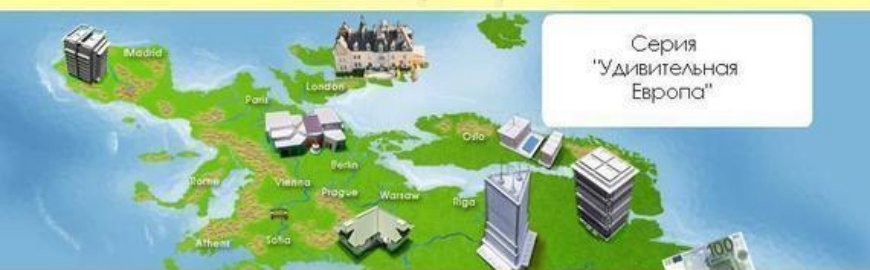 Madrid
Серия
"Удивительная
Европа"
London
Paris
Oslo
Berlin
Rome
Vienna
Prague
Warsaw
Riga
Athens
Sofia
100